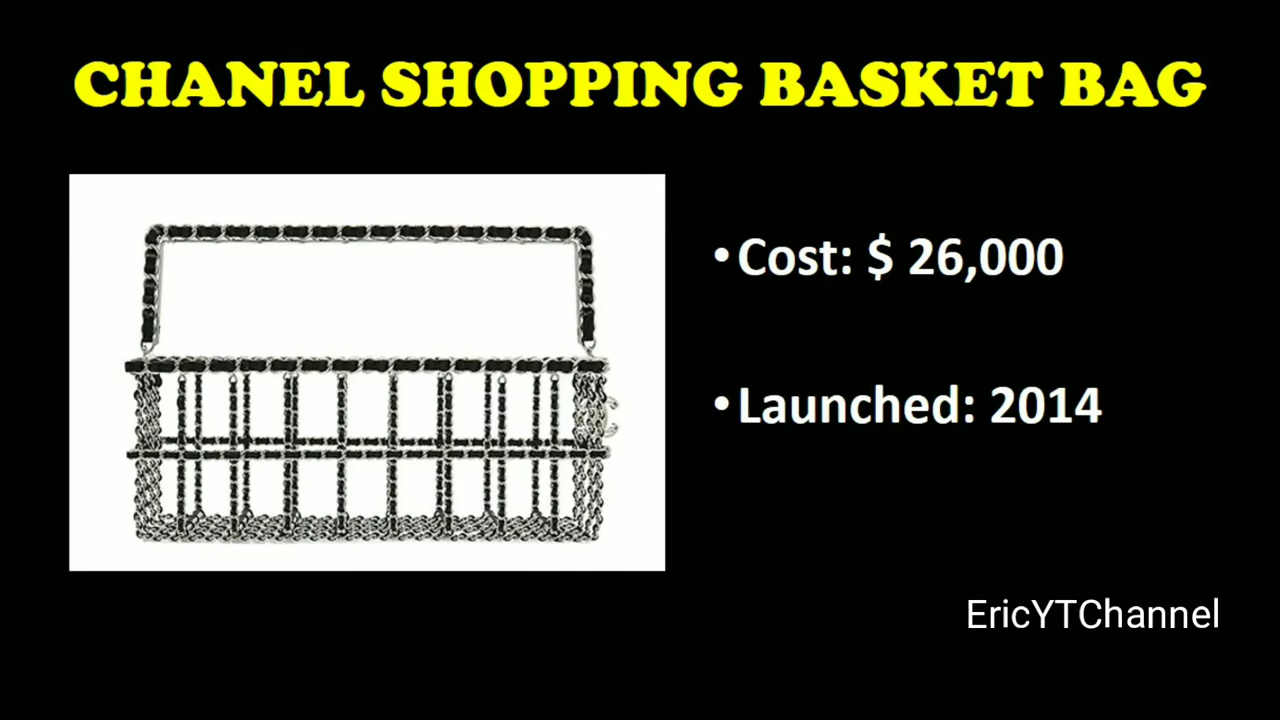 CHANEL SHOPPING BASKET BAG
• Cost: $ 26,000
• Launched: 2014
EricYTChannel